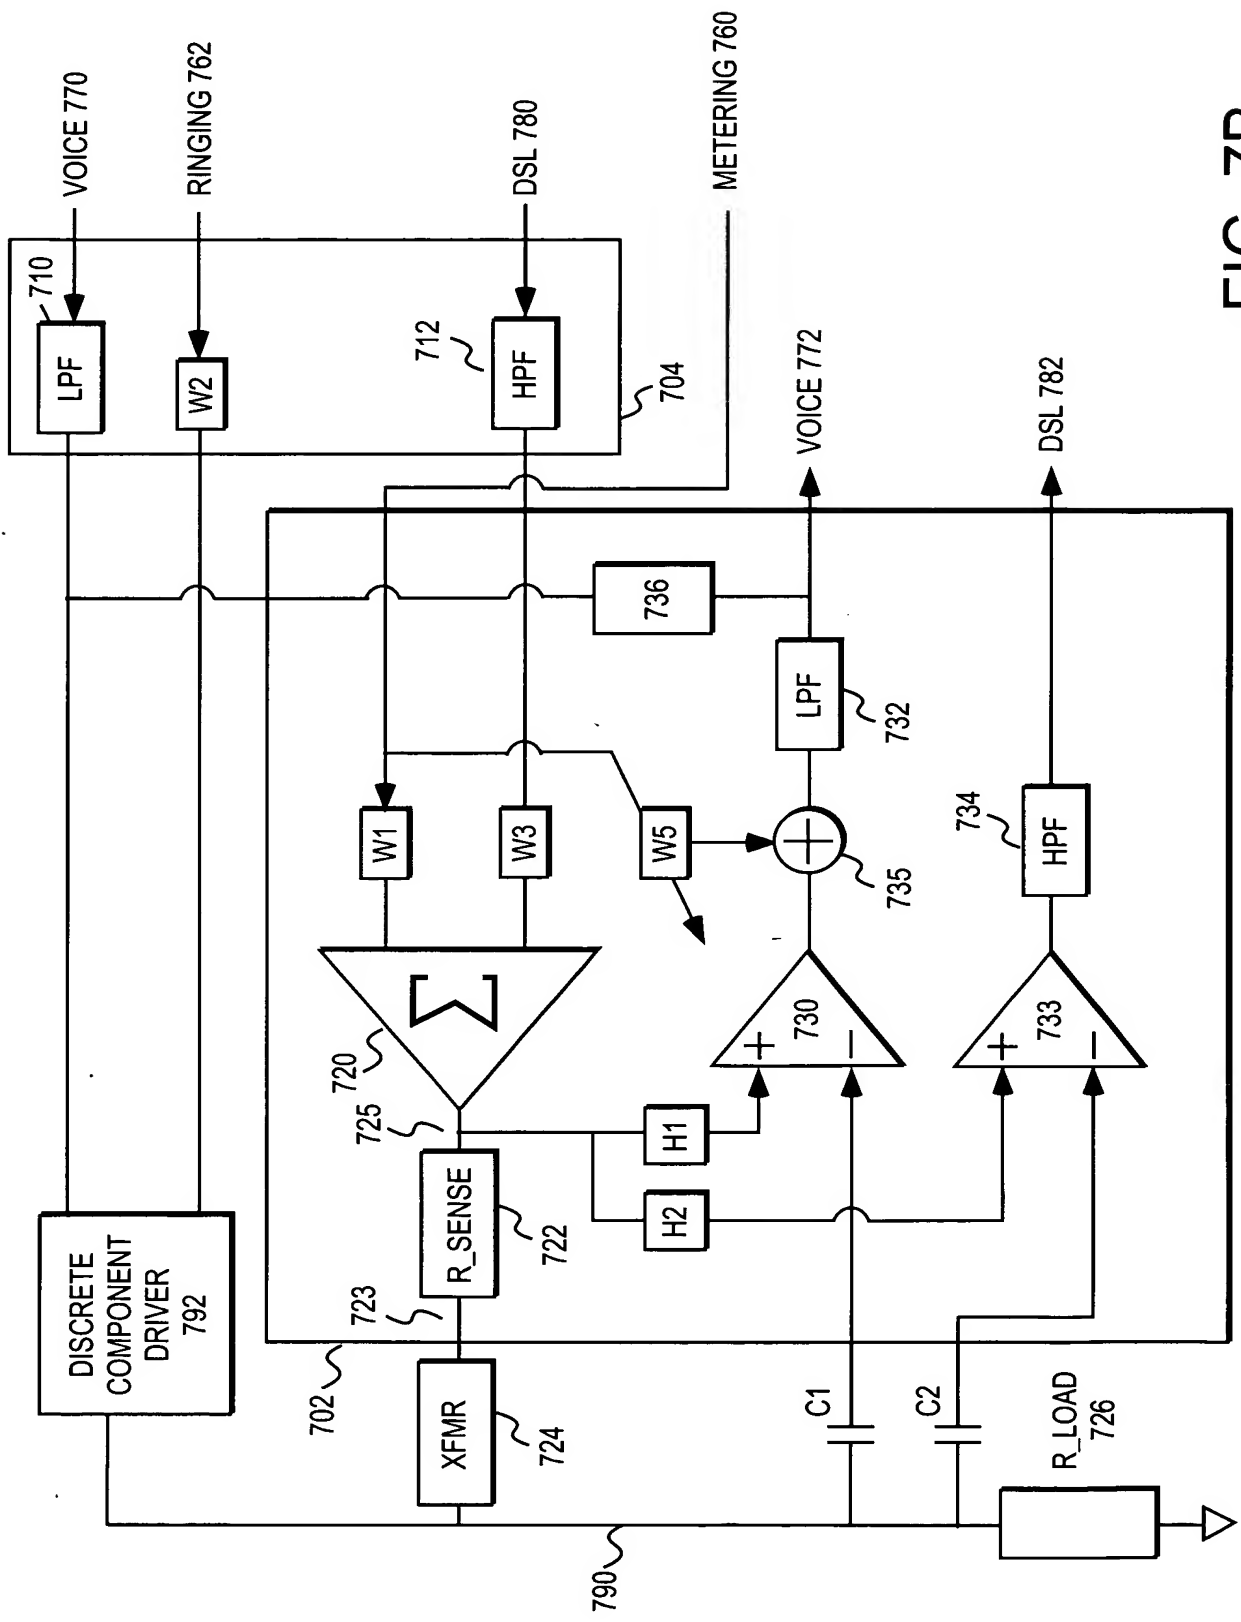 DISCRETE
COMPONENT
DRIVER
792
LPF
710
VOICE 770
W2
RINGING 762
702
XFMR
724
723
R_SENSE
722
725
720
Σ
W1
W3
HPF
712
DSL 780
704
METERING 760
790
H2
H1
W5
736
C1
+
−
730
+
735
LPF
732
VOICE 772
C2
+
−
733
HPF
734
DSL 782
R_LOAD
726
FIG